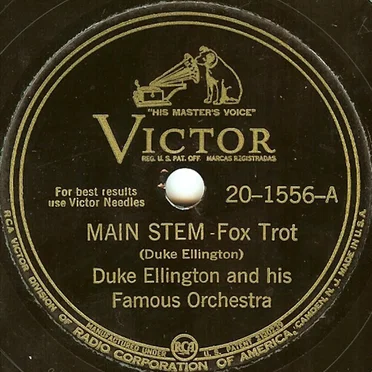 "HIS MASTER'S VOICE"
VICTOR
REG. U.S. PAT. OFF. MARCAS REGISTRADAS
For best results
use Victor Needles
20-1556-A
MAIN STEM - Fox Trot
(Duke Ellington)
Duke Ellington and his
Famous Orchestra
MANUFACTURED UNDER RCA U.S. PATENT
RCA VICTOR DIVISION OF RADIO CORPORATION OF AMERICA, CAMDEN, N. J. MADE IN U.S.A.